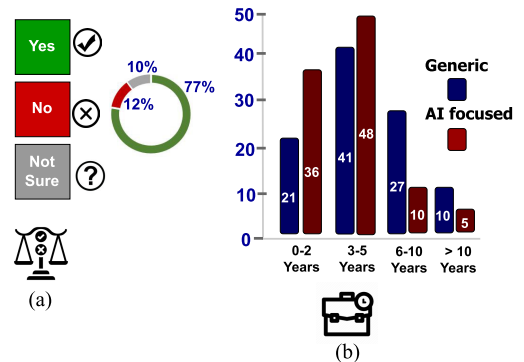 Yes
No
Not
Sure
?
10%
77%
12%
(a)
50
40
30
20
10
0
Generic
AI focused
21
36
41
48
27
10
10
5
0-2
Years
3-5
Years
6-10
Years
> 10
Years
(b)